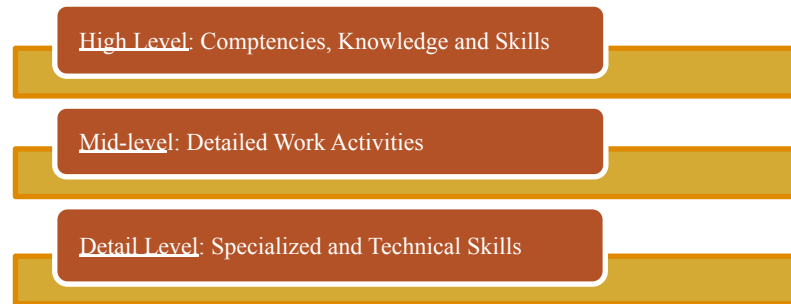 High Level: Comptencies, Knowledge and Skills
Mid-level: Detailed Work Activities
Detail Level: Specialized and Technical Skills